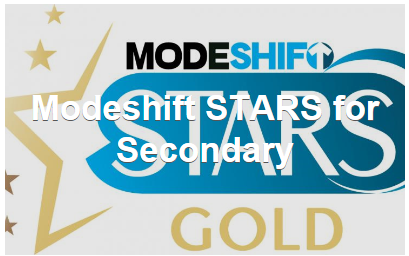 MODESHIFT
STARS
Modeshift STARS for
Secondary
GOLD